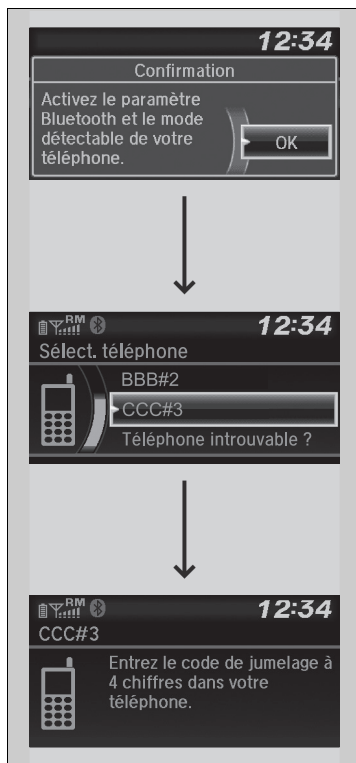 12:34
Confirmation
Activez le paramètre
Bluetooth et le mode
détectable de votre
téléphone.
OK
RM
12:34
Sélect. téléphone
BBB#2
CCC#3
Téléphone introuvable ?
RM
12:34
CCC#3
Entrez le code de jumelage à
4 chiffres dans votre
téléphone.